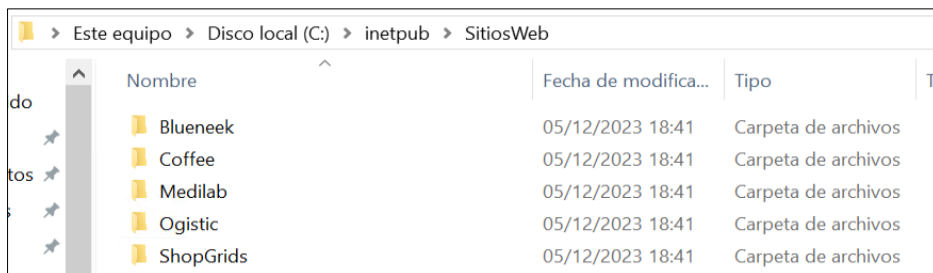 Este equipo > Disco local (C:) > inetpub > SitiosWeb
Nombre Fecha de modifica... Tipo T
do
Blueneek 05/12/2023 18:41 Carpeta de archivos
Coffee 05/12/2023 18:41 Carpeta de archivos
tos Medilab 05/12/2023 18:41 Carpeta de archivos
s Ogistic 05/12/2023 18:41 Carpeta de archivos
ShopGrids 05/12/2023 18:41 Carpeta de archivos